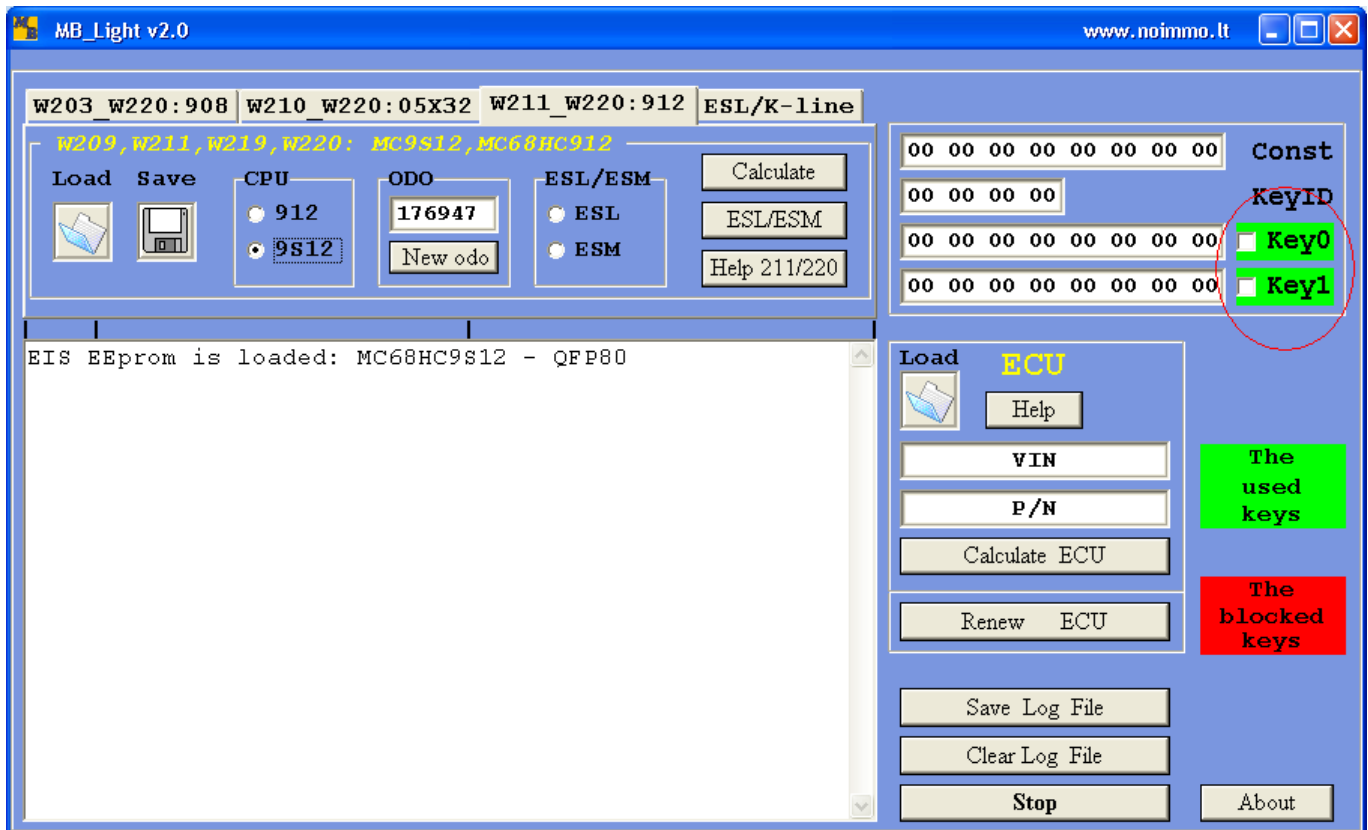 MB_Light v2.0
www.noimmo.lt
W203_W220:908
W210_W220:05X32
W211_W220:912
ESL/K-line
W209,W211,W219,W220: MC9S12,MC68HC912
Load
Save
CPU
912
9S12
ODO
176947
New odo
ESL/ESM
ESL
ESM
Calculate
ESL/ESM
Help 211/220
00 00 00 00 00 00 00 00 Const
00 00 00 00 KeyID
00 00 00 00 00 00 00 00 Key0
00 00 00 00 00 00 00 00 Key1
EIS EEprom is loaded: MC68HC9S12 - QFP80
Load
ECU
Help
VIN
P/N
Calculate ECU
Renew ECU
The
used
keys
The
blocked
keys
Save Log File
Clear Log File
Stop
About